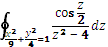 ∮_{x²/9 + y²/4 = 1} (cos z/2) / (z² − 4) dz